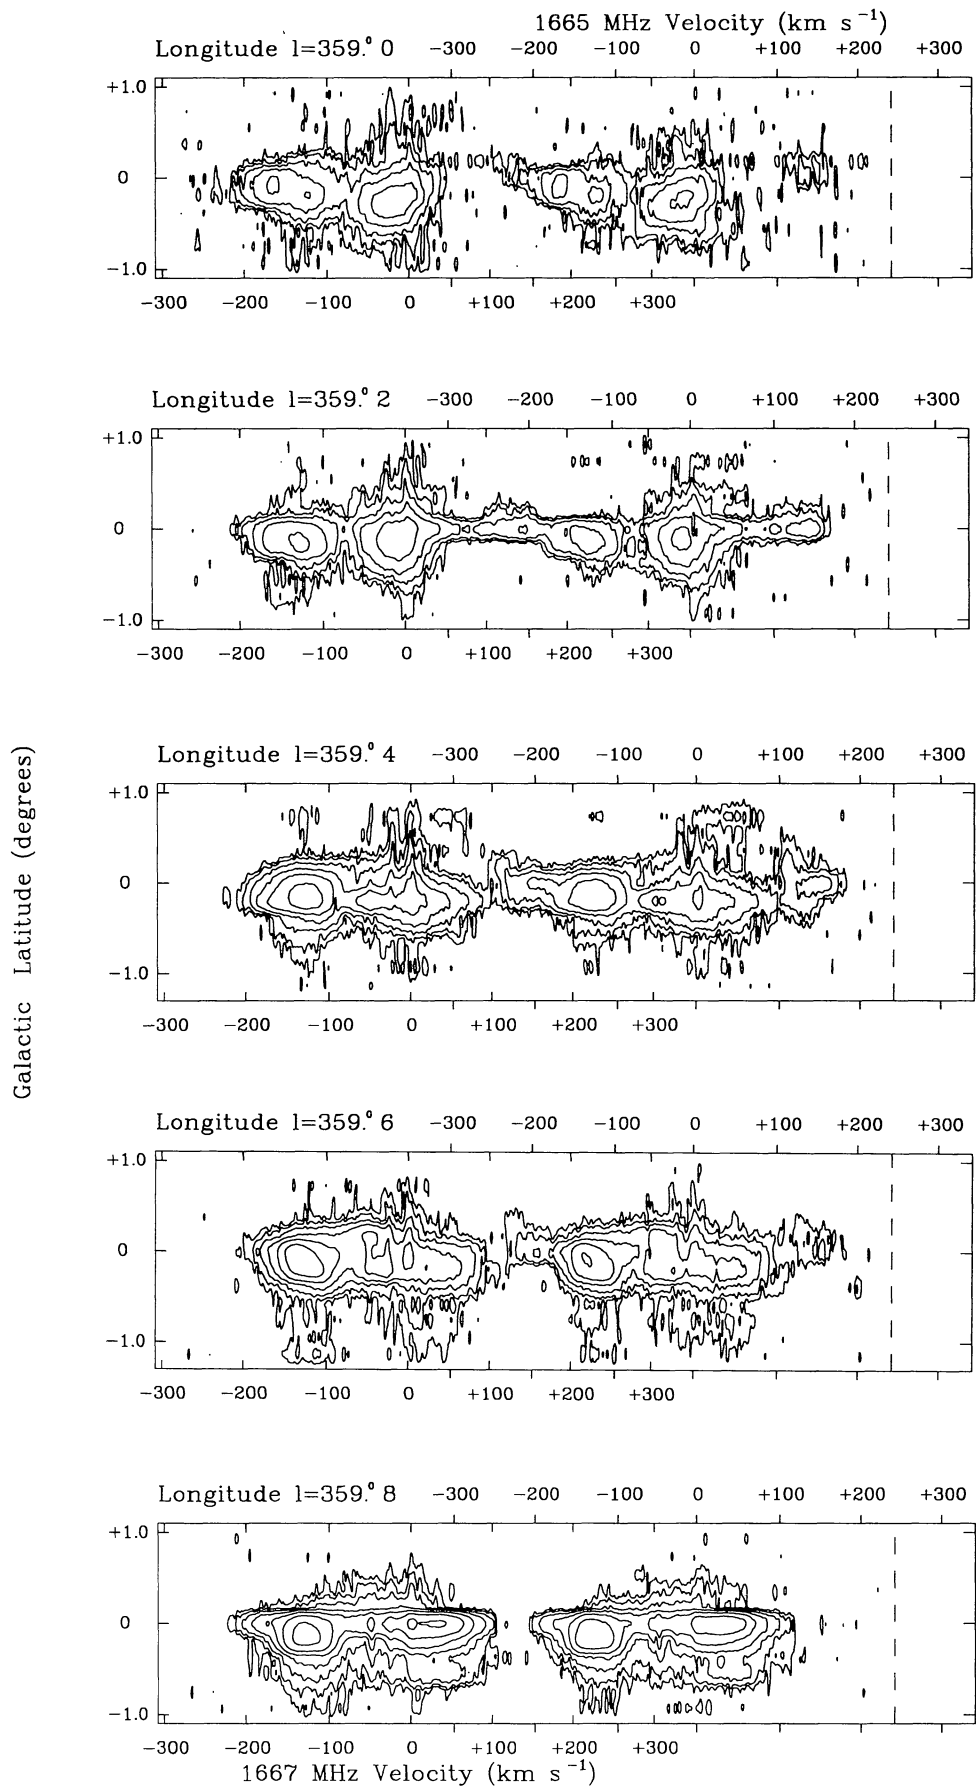 1665 MHz Velocity (km s⁻¹)
Longitude l=359.°0 -300 -200 -100 0 +100 +200 +300
+1.0
0
-1.0
-300 -200 -100 0 +100 +200 +300
Longitude l=359.°2 -300 -200 -100 0 +100 +200 +300
+1.0
0
-1.0
-300 -200 -100 0 +100 +200 +300
Longitude l=359.°4 -300 -200 -100 0 +100 +200 +300
+1.0
0
-1.0
-300 -200 -100 0 +100 +200 +300
Galactic Latitude (degrees)
Longitude l=359.°6 -300 -200 -100 0 +100 +200 +300
+1.0
0
-1.0
-300 -200 -100 0 +100 +200 +300
Longitude l=359.°8 -300 -200 -100 0 +100 +200 +300
+1.0
0
-1.0
-300 -200 -100 0 +100 +200 +300
1667 MHz Velocity (km s⁻¹)